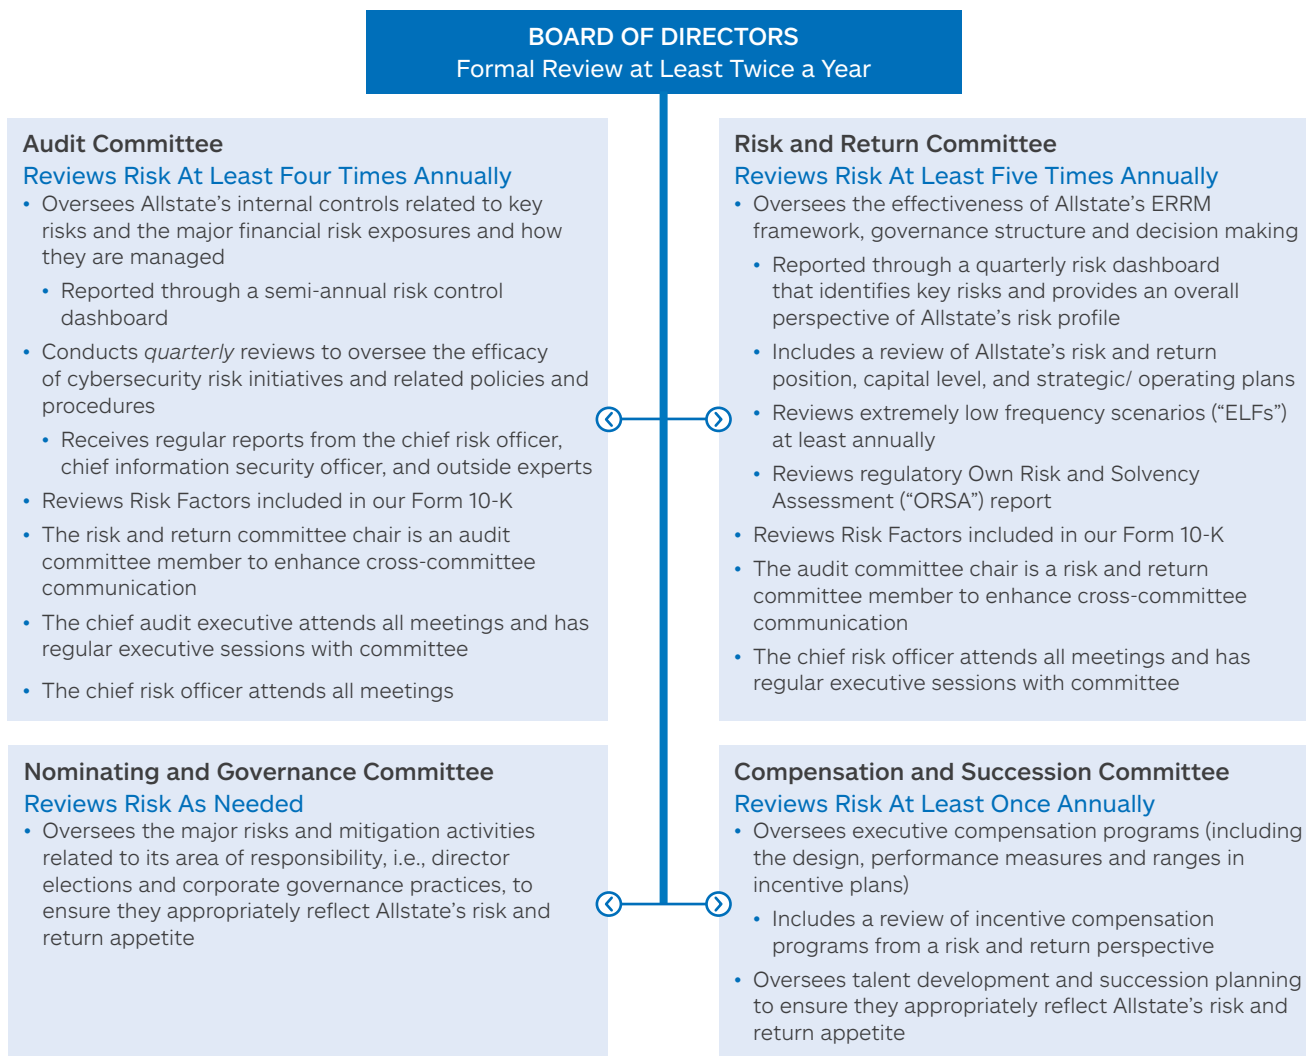 BOARD OF DIRECTORS
Formal Review at Least Twice a Year
Audit Committee
Reviews Risk At Least Four Times Annually
• Oversees Allstate’s internal controls related to key
risks and the major financial risk exposures and how
they are managed
• Reported through a semi-annual risk control
dashboard
• Conducts quarterly reviews to oversee the efficacy
of cybersecurity risk initiatives and related policies and
procedures
• Receives regular reports from the chief risk officer,
chief information security officer, and outside experts
• Reviews Risk Factors included in our Form 10-K
• The risk and return committee chair is an audit
committee member to enhance cross-committee
communication
• The chief audit executive attends all meetings and has
regular executive sessions with committee
• The chief risk officer attends all meetings
Risk and Return Committee
Reviews Risk At Least Five Times Annually
• Oversees the effectiveness of Allstate’s ERRM
framework, governance structure and decision making
• Reported through a quarterly risk dashboard
that identifies key risks and provides an overall
perspective of Allstate’s risk profile
• Includes a review of Allstate’s risk and return
position, capital level, and strategic/ operating plans
• Reviews extremely low frequency scenarios (“ELFs”)
at least annually
• Reviews regulatory Own Risk and Solvency
Assessment (“ORSA”) report
• Reviews Risk Factors included in our Form 10-K
• The audit committee chair is a risk and return
committee member to enhance cross-committee
communication
• The chief risk officer attends all meetings and has
regular executive sessions with committee
Nominating and Governance Committee
Reviews Risk As Needed
• Oversees the major risks and mitigation activities
related to its area of responsibility, i.e., director
elections and corporate governance practices, to
ensure they appropriately reflect Allstate’s risk and
return appetite
Compensation and Succession Committee
Reviews Risk At Least Once Annually
• Oversees executive compensation programs (including
the design, performance measures and ranges in
incentive plans)
• Includes a review of incentive compensation
programs from a risk and return perspective
• Oversees talent development and succession planning
to ensure they appropriately reflect Allstate’s risk and
return appetite